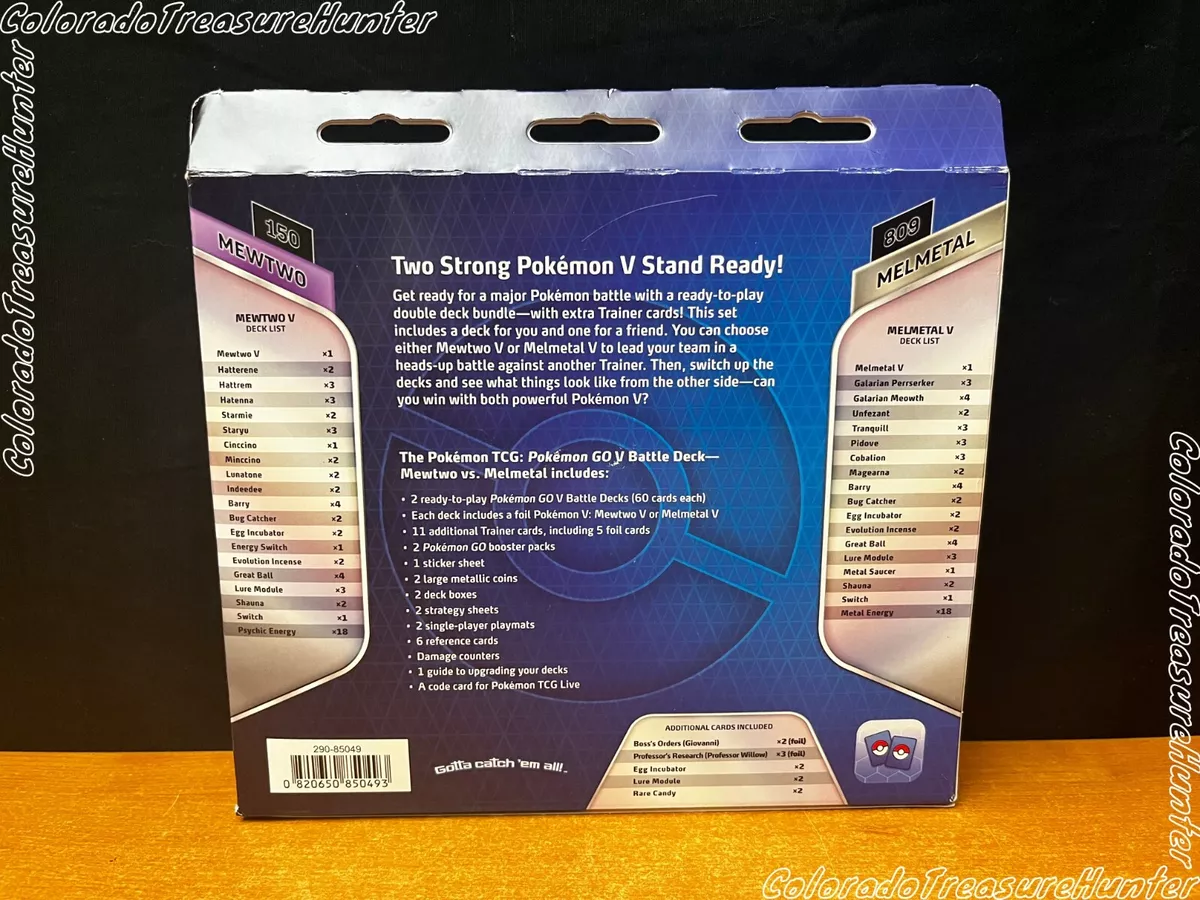 ColoradoTreasureHunter
ColoradoTreasureHunter
150
MEWTWO
MEWTWO V
DECK LIST
Mewtwo V ×1
Hatterene ×2
Hattrem ×3
Hatenna ×3
Starmie ×2
Staryu ×3
Cinccino ×1
Minccino ×2
Lunatone ×2
Indeedee ×2
Barry ×4
Bug Catcher ×2
Egg Incubator ×2
Energy Switch ×1
Evolution Incense ×2
Great Ball ×4
Lure Module ×3
Shauna ×2
Switch ×1
Psychic Energy ×18
Two Strong Pokémon V Stand Ready!
Get ready for a major Pokémon battle with a ready-to-play
double deck bundle—with extra Trainer cards! This set
includes a deck for you and one for a friend. You can choose
either Mewtwo V or Melmetal V to lead your team in a
heads-up battle against another Trainer. Then, switch up the
decks and see what things look like from the other side—can
you win with both powerful Pokémon V?
The Pokémon TCG: Pokémon GO V Battle Deck—
Mewtwo vs. Melmetal includes:
• 2 ready-to-play Pokémon GO V Battle Decks (60 cards each)
• Each deck includes a foil Pokémon V: Mewtwo V or Melmetal V
• 11 additional Trainer cards, including 5 foil cards
• 2 Pokémon GO booster packs
• 1 sticker sheet
• 2 large metallic coins
• 2 deck boxes
• 2 strategy sheets
• 2 single-player playmats
• 6 reference cards
• Damage counters
• 1 guide to upgrading your decks
• A code card for Pokémon TCG Live
809
MELMETAL
MELMETAL V
DECK LIST
Melmetal V ×1
Galarian Perrserker ×3
Galarian Meowth ×4
Unfezant ×2
Tranquill ×3
Pidove ×3
Cobalion ×3
Magearna ×2
Barry ×4
Bug Catcher ×2
Egg Incubator ×2
Evolution Incense ×2
Great Ball ×4
Lure Module ×3
Metal Saucer ×1
Shauna ×2
Switch ×1
Metal Energy ×18
290-85049
0 820650 850493
Gotta catch 'em all!
ADDITIONAL CARDS INCLUDED
Boss's Orders (Giovanni) ×2 (foil)
Professor's Research (Professor Willow) ×3 (foil)
Egg Incubator ×2
Lure Module ×2
Rare Candy ×2
ColoradoTreasureHunter
ColoradoTreasureHunter